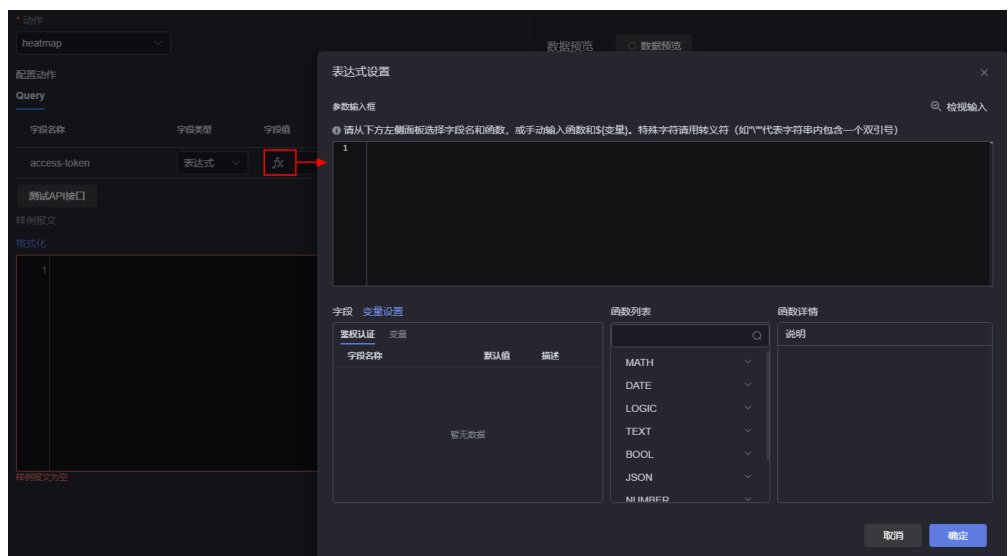 * 动作
heatmap
数据预览
数据预览
配置动作
Query
字段名称 字段类型 字段值
access-token 表达式 fx
测试API接口
样例报文
格式化
1
样例报文为空
表达式设置
参数输入框 检视输入
请从下方左侧面板选择字段名和函数，或手动输入函数和${变量}。特殊字符请用转义符（如"\""代表字符串内包含一个双引号）
1
字段 变量设置
鉴权认证 变量
字段名称 默认值 描述
暂无数据
函数列表
MATH
DATE
LOGIC
TEXT
BOOL
JSON
NUMBER
函数详情
说明
取消 确定